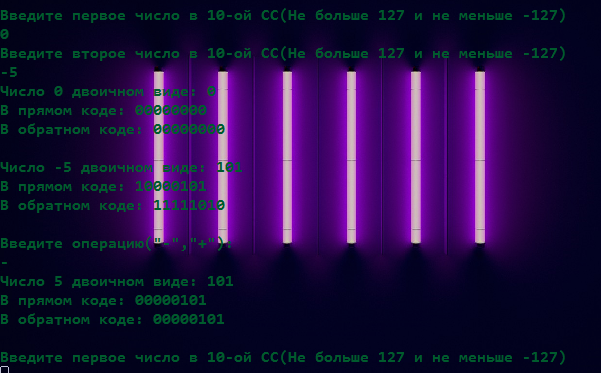 Введите первое число в 10-ой СС(Не больше 127 и не меньше -127)
0
Введите второе число в 10-ой СС(Не больше 127 и не меньше -127)
-5
Число 0 двоичном виде: 0
В прямом коде: 00000000
В обратном коде: 00000000
Число -5 двоичном виде: 101
В прямом коде: 10000101
В обратном коде: 11111010
Введите операцию("-","+"):
-
Число 5 двоичном виде: 101
В прямом коде: 00000101
В обратном коде: 00000101
Введите первое число в 10-ой СС(Не больше 127 и не меньше -127)